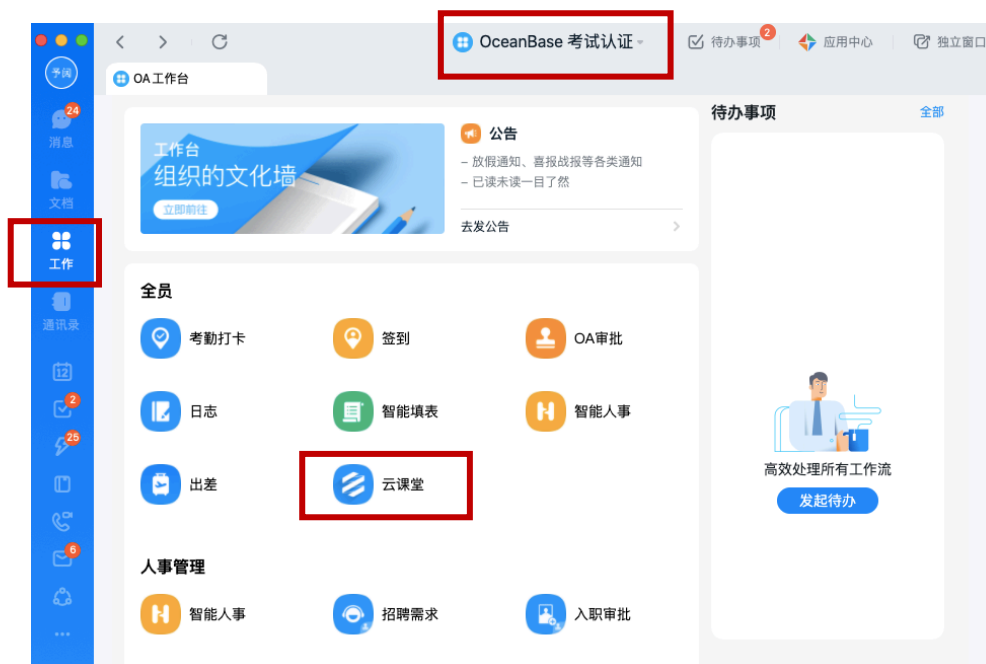 OceanBase 考试认证
待办事项
2
应用中心
独立窗口
予阔
OA工作台
24
消息
文档
工作
通讯录
12
2
25
6
工作台
组织的文化墙
立即前往
公告
- 放假通知、喜报战报等各类通知
- 已读未读一目了然
去发公告
全员
考勤打卡
签到
OA审批
日志
智能填表
智能人事
出差
云课堂
人事管理
智能人事
招聘需求
入职审批
待办事项
全部
高效处理所有工作流
发起待办